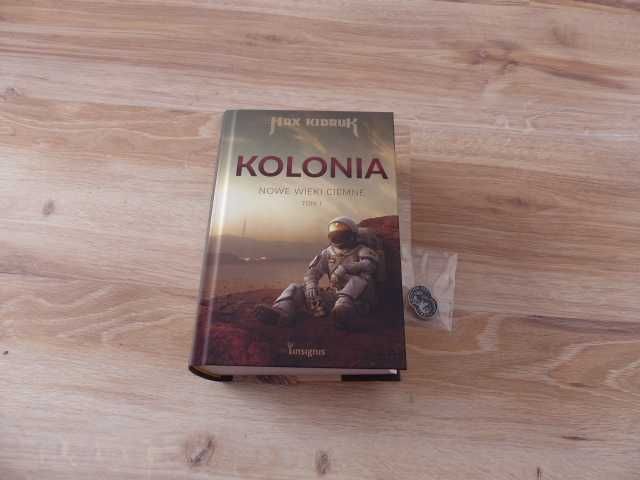 MAX KIDRUK
KOLONIA
NOWE WIEKI CIEMNE
TOM I
insignis